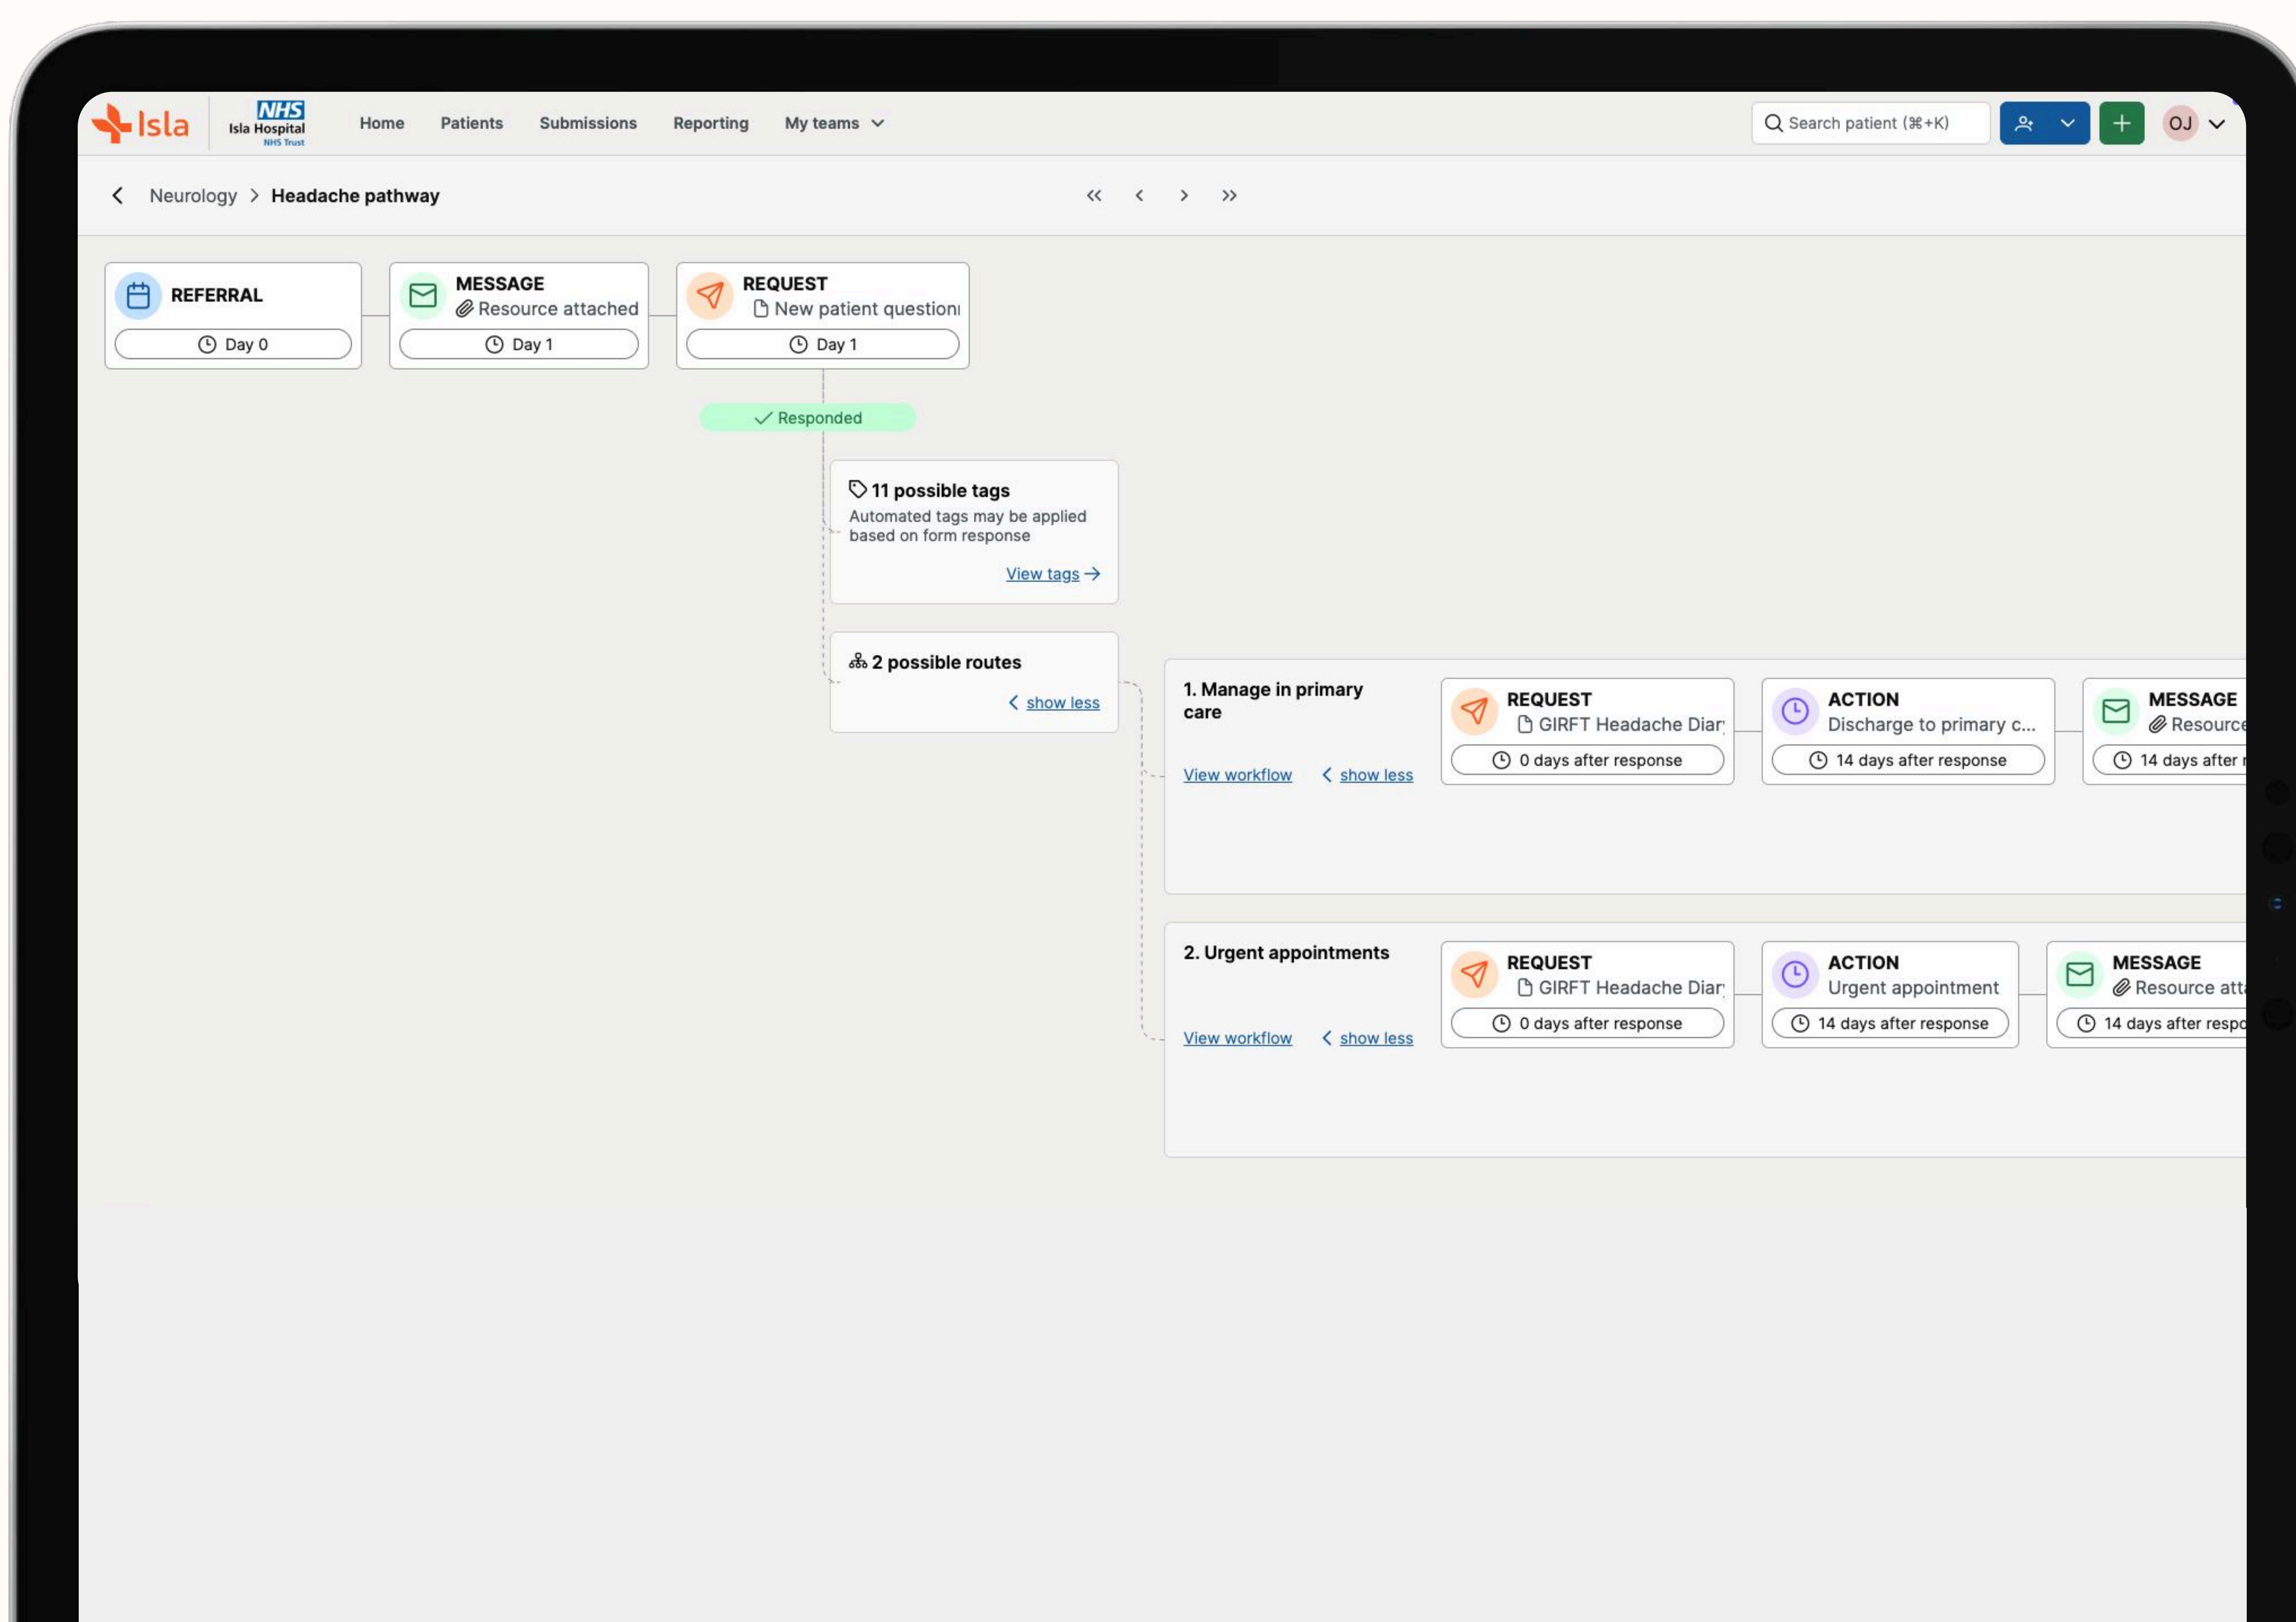 Isla
NHS
Isla Hospital
NHS Trust
Home
Patients
Submissions
Reporting
My teams
Search patient (⌘+K)
+
OJ
Neurology > Headache pathway
REFERRAL
Day 0
MESSAGE
Resource attached
Day 1
REQUEST
New patient question
Day 1
✓ Responded
11 possible tags
Automated tags may be applied
based on form response
View tags →
2 possible routes
< show less
1. Manage in primary
care
View workflow
< show less
REQUEST
GIRFT Headache Diar
0 days after response
ACTION
Discharge to primary c...
14 days after response
MESSAGE
Resource
14 days after
2. Urgent appointments
View workflow
< show less
REQUEST
GIRFT Headache Diar
0 days after response
ACTION
Urgent appointment
14 days after response
MESSAGE
Resource att
14 days after respo